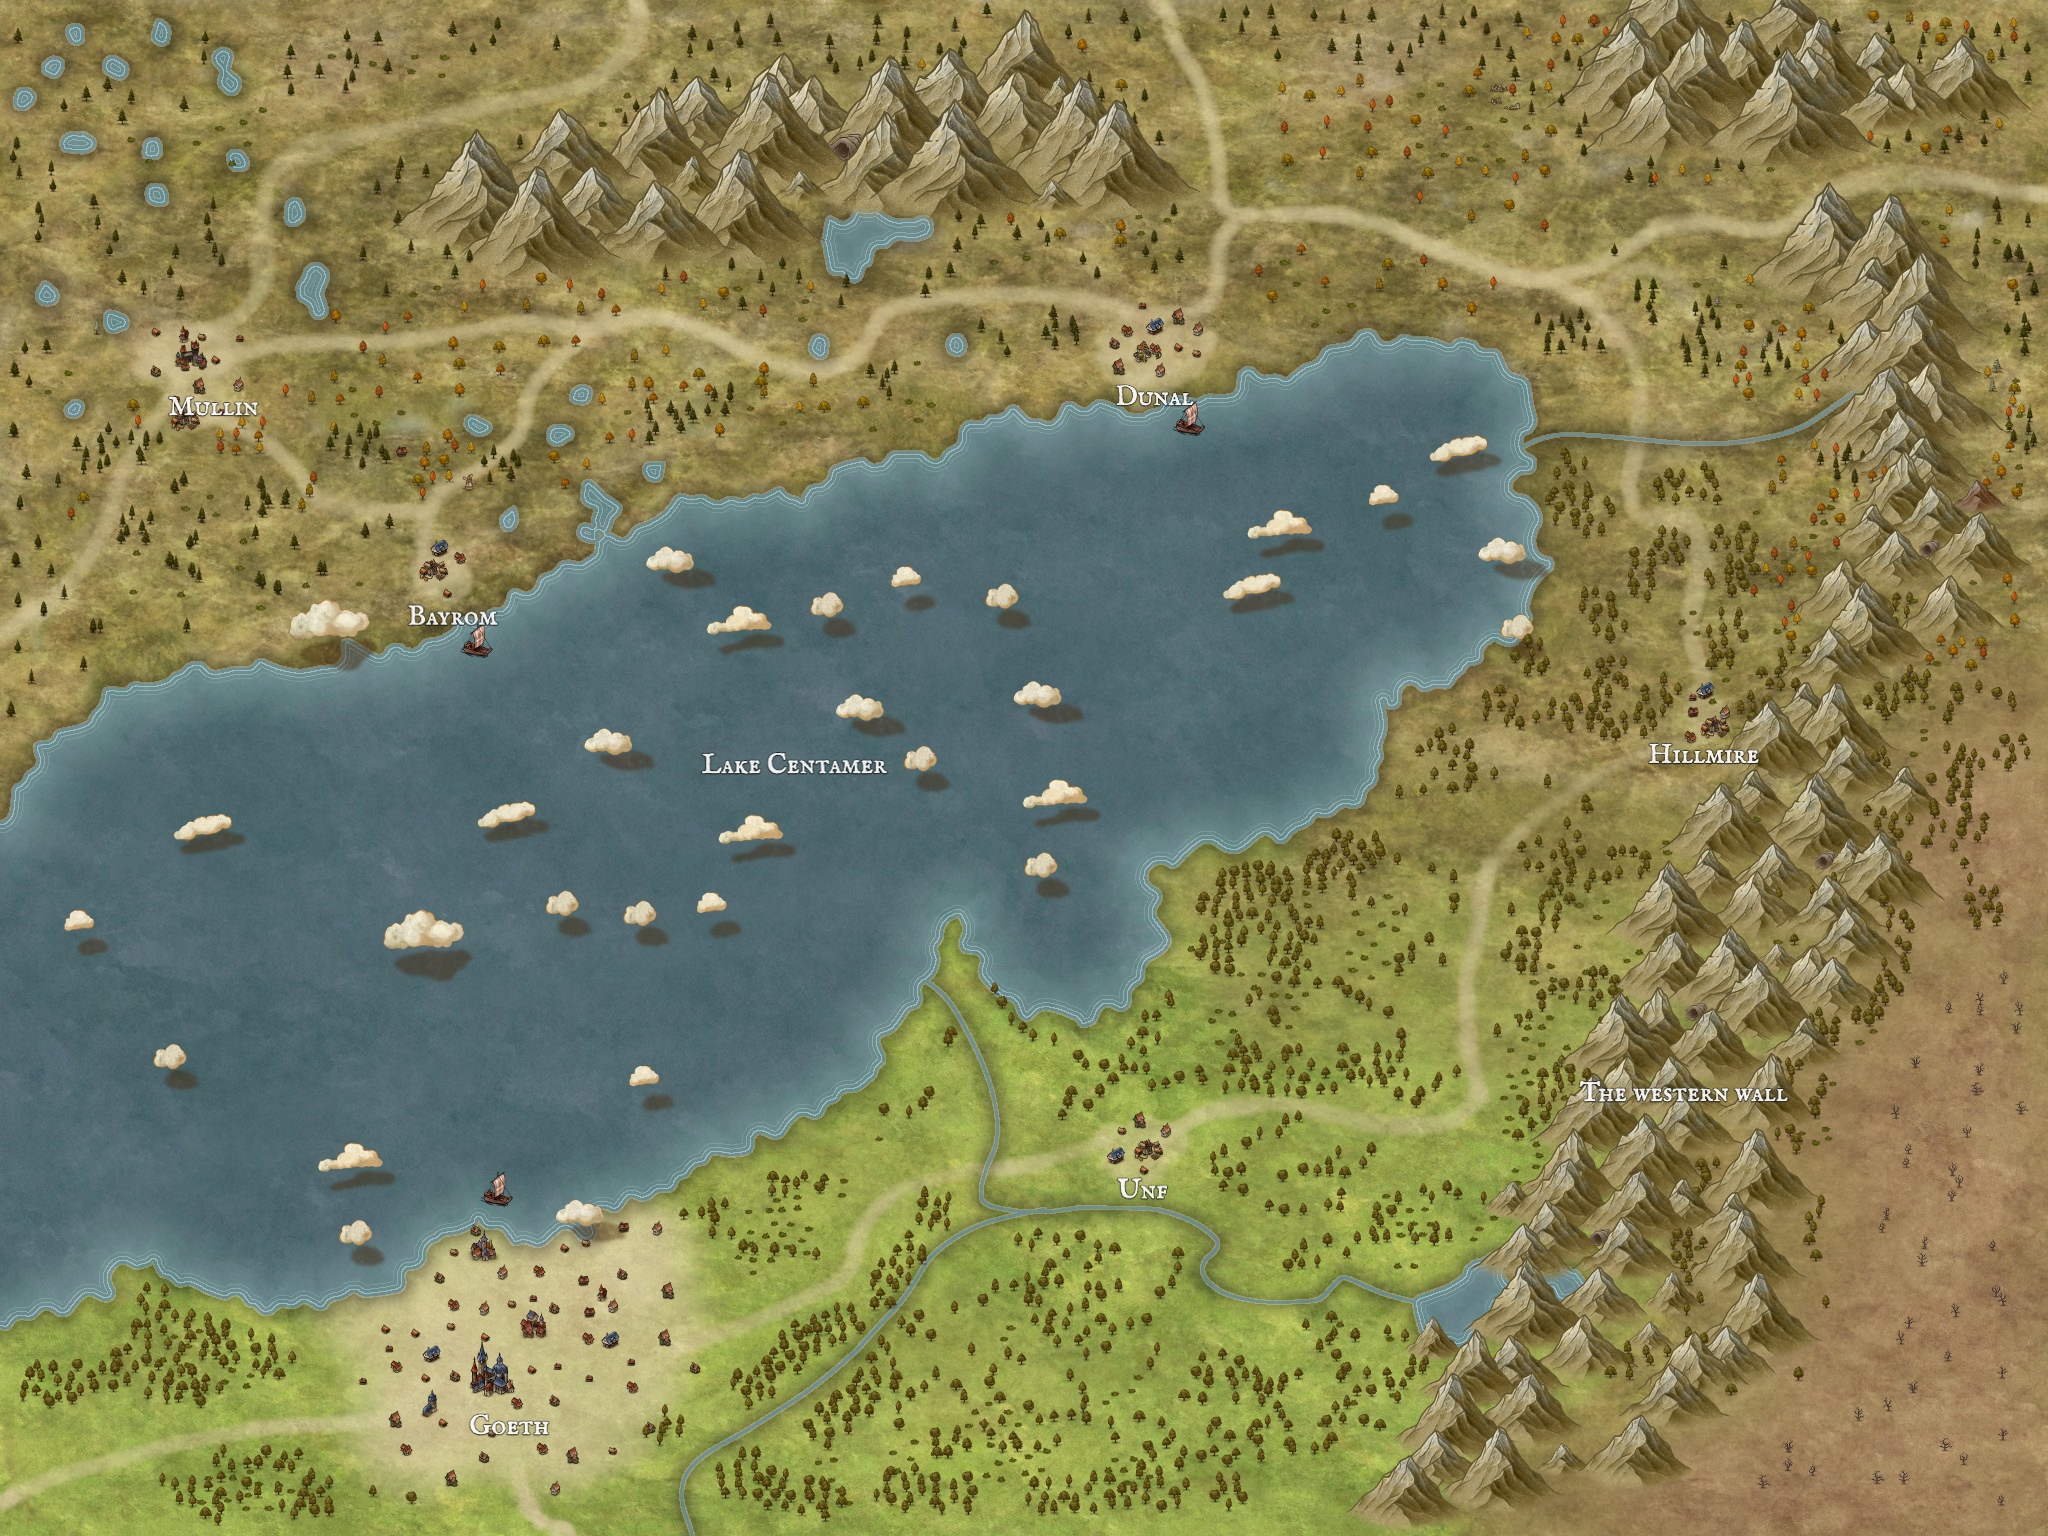 Dunal
Mullin
Bayrom
Lake Centamer
Hillmire
The western wall
Unf
Goeth